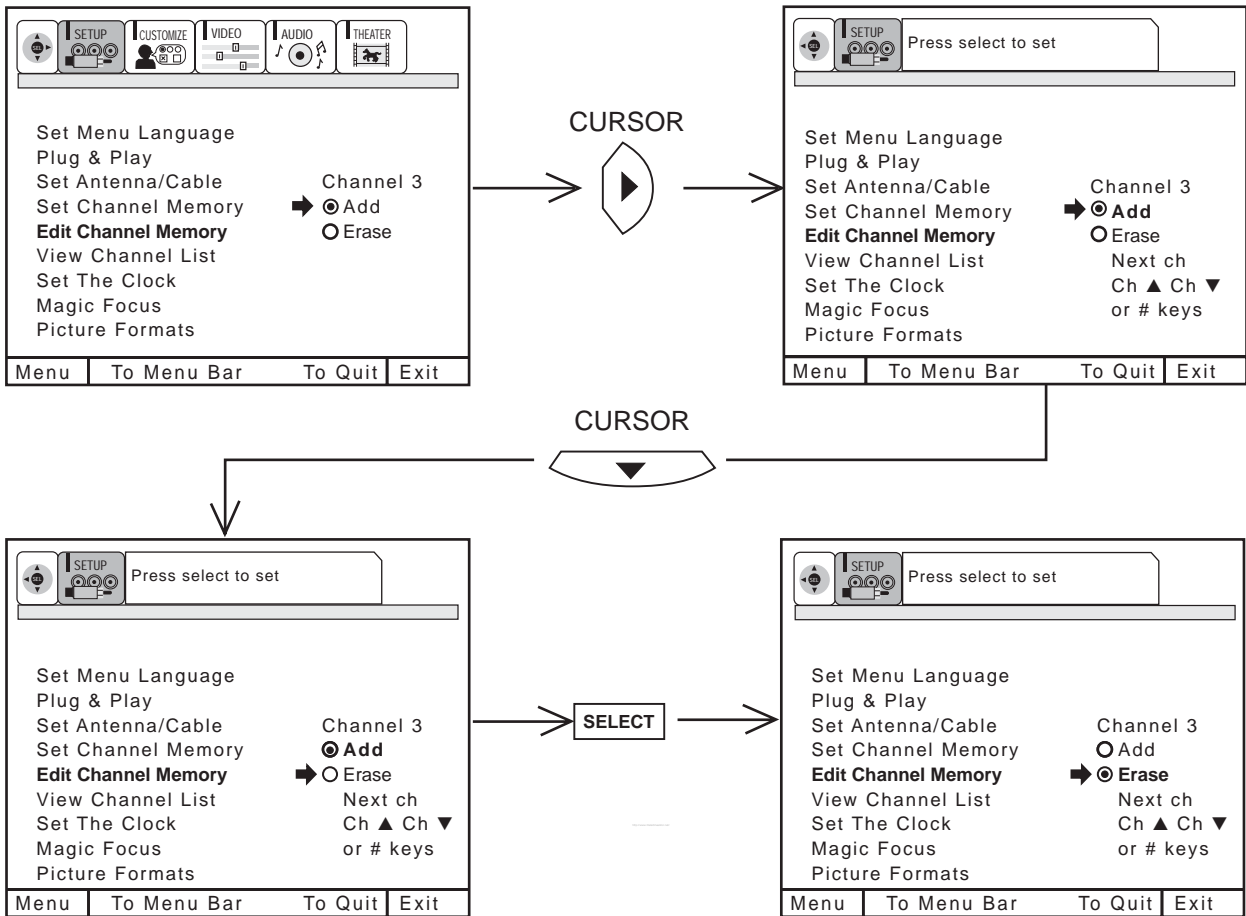 SEL
SETUP
CUSTOMIZE
VIDEO
AUDIO
THEATER
Set Menu Language
Plug & Play
Set Antenna/Cable Channel 3
Set Channel Memory Add
Edit Channel Memory Erase
View Channel List
Set The Clock
Magic Focus
Picture Formats
Menu To Menu Bar To Quit Exit
CURSOR
SEL
SETUP
Press select to set
Set Menu Language
Plug & Play
Set Antenna/Cable Channel 3
Set Channel Memory Add
Edit Channel Memory Erase
View Channel List Next ch
Set The Clock Ch ▲ Ch ▼
Magic Focus or # keys
Picture Formats
Menu To Menu Bar To Quit Exit
CURSOR
SEL
SETUP
Press select to set
Set Menu Language
Plug & Play
Set Antenna/Cable Channel 3
Set Channel Memory Add
Edit Channel Memory Erase
View Channel List Next ch
Set The Clock Ch ▲ Ch ▼
Magic Focus or # keys
Picture Formats
Menu To Menu Bar To Quit Exit
SELECT
SEL
SETUP
Press select to set
Set Menu Language
Plug & Play
Set Antenna/Cable Channel 3
Set Channel Memory Add
Edit Channel Memory Erase
View Channel List Next ch
Set The Clock Ch ▲ Ch ▼
Magic Focus or # keys
Picture Formats
Menu To Menu Bar To Quit Exit